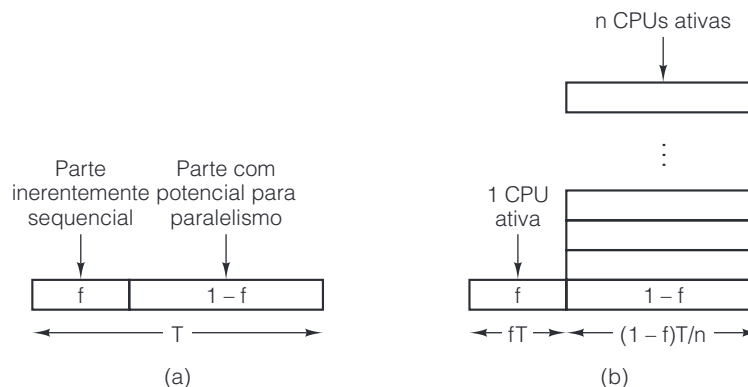 n CPUs ativas
Parte
inerentemente
sequencial
Parte com
potencial para
paralelismo
1 CPU
ativa
f
1 – f
f
1 – f
T
fT
(1 – f)T/n
(a)
(b)